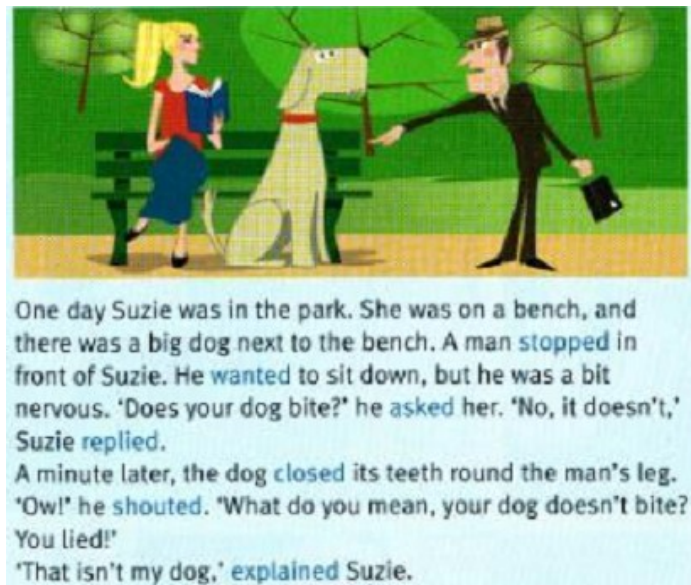 One day Suzie was in the park. She was on a bench, and
there was a big dog next to the bench. A man stopped in
front of Suzie. He wanted to sit down, but he was a bit
nervous. 'Does your dog bite?' he asked her. 'No, it doesn't,'
Suzie replied.
A minute later, the dog closed its teeth round the man's leg.
'Ow!' he shouted. 'What do you mean, your dog doesn't bite?
You lied!'
'That isn't my dog,' explained Suzie.